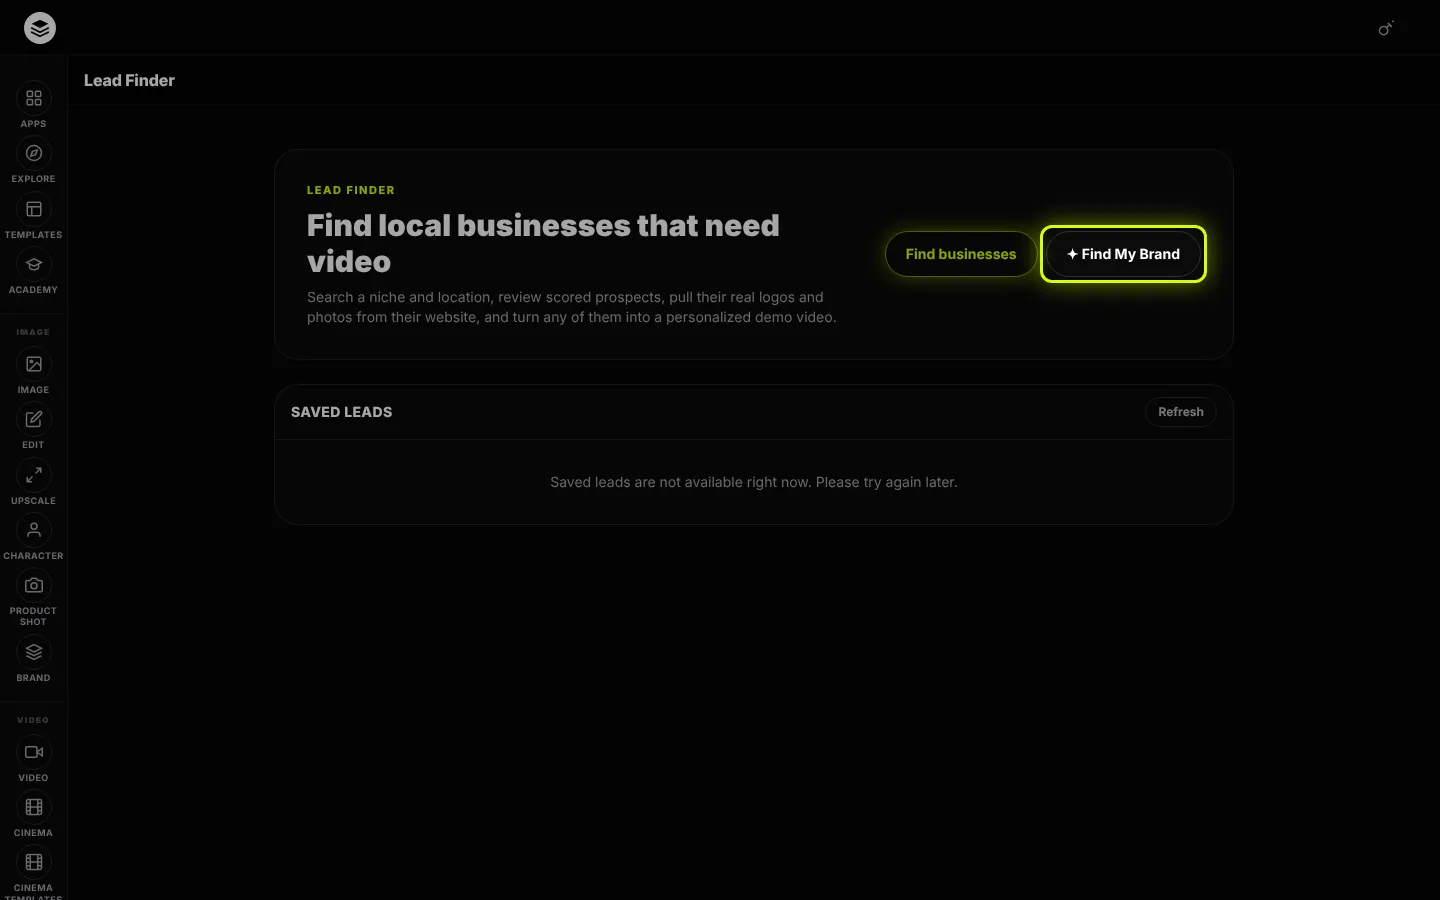 Lead Finder
APPS
EXPLORE
TEMPLATES
ACADEMY
IMAGE
IMAGE
EDIT
UPSCALE
CHARACTER
PRODUCT
SHOT
BRAND
VIDEO
VIDEO
CINEMA
CINEMA
TEMPLATES
LEAD FINDER
Find local businesses that need
video
Search a niche and location, review scored prospects, pull their real logos and
photos from their website, and turn any of them into a personalized demo video.
Find businesses
✦ Find My Brand
SAVED LEADS
Refresh
Saved leads are not available right now. Please try again later.